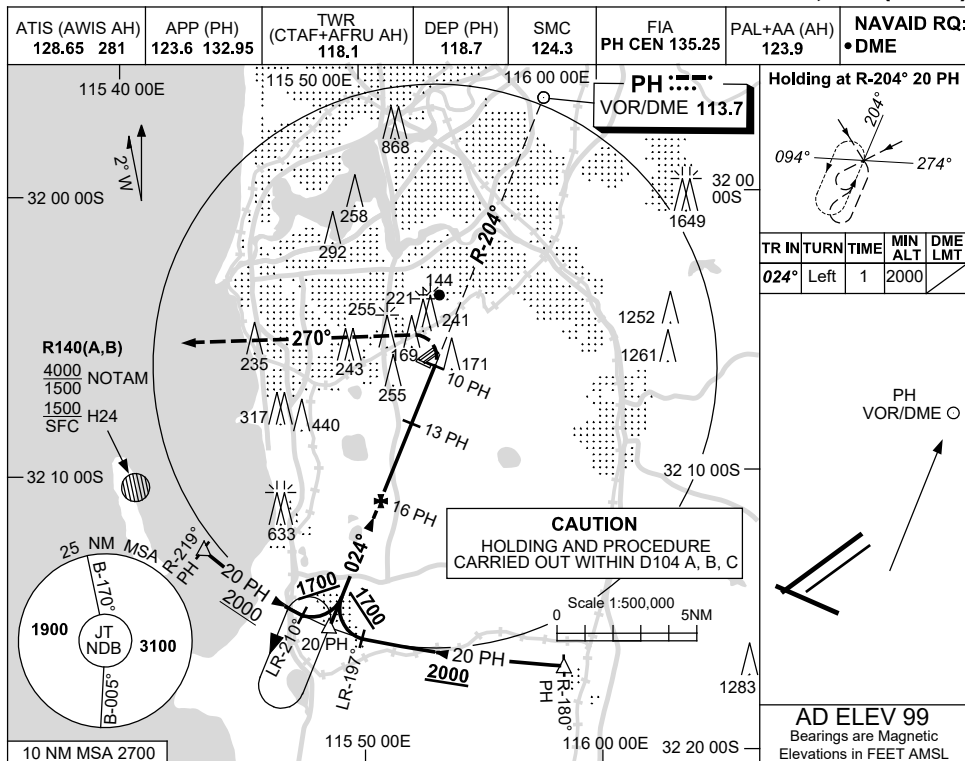 ATIS (AWIS AH)
128.65 281
APP (PH)
123.6 132.95
TWR
(CTAF+AFRU AH)
118.1
DEP (PH)
118.7
SMC
124.3
FIA
PH CEN 135.25
PAL+AA (AH)
123.9
NAVAID RQ:
•DME
115 40 00E
115 50 00E
116 00 00E
PH
VOR/DME 113.7
2° W
32 00 00S
32 00
00S
868
258
292
1649
R-204°
144
221
255
241
1252
1261
270°
235
243
169
171
255
10 PH
R140(A,B)
4000
1500
NOTAM
1500
SFC
H24
317
440
13 PH
32 10 00S
32 10 00S
633
16 PH
024°
CAUTION
HOLDING AND PROCEDURE
CARRIED OUT WITHIN D104 A, B, C
Scale 1:500,000
0
5NM
R-219°
PH
20 PH
2000
1700
1700
LR-210°
20 PH
LR-197°
20 PH
2000
R-180°
PH
1283
25 NM MSA
B-170°
1900
JT
NDB
3100
B-005°
10 NM MSA 2700
115 50 00E
116 00 00E
32 20 00S
Holding at R-204° 20 PH
204°
094°
274°
TR IN TURN TIME MIN ALT DME LMT
024° Left 1 2000
PH
VOR/DME
AD ELEV 99
Bearings are Magnetic
Elevations in FEET AMSL